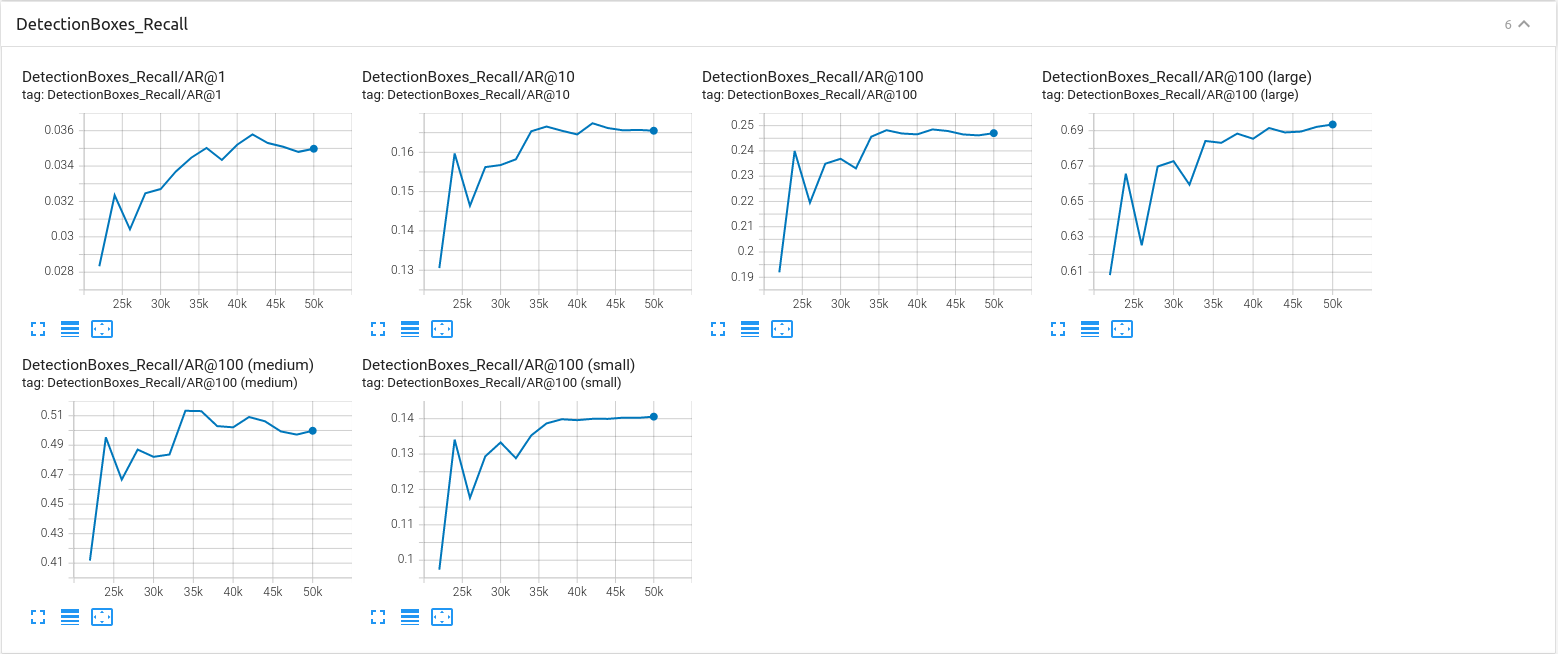 DetectionBoxes_Recall
6
DetectionBoxes_Recall/AR@1
tag: DetectionBoxes_Recall/AR@1
0.036
0.034
0.032
0.03
0.028
25k 30k 35k 40k 45k 50k
DetectionBoxes_Recall/AR@10
tag: DetectionBoxes_Recall/AR@10
0.16
0.15
0.14
0.13
25k 30k 35k 40k 45k 50k
DetectionBoxes_Recall/AR@100
tag: DetectionBoxes_Recall/AR@100
0.25
0.24
0.23
0.22
0.21
0.2
0.19
25k 30k 35k 40k 45k 50k
DetectionBoxes_Recall/AR@100 (large)
tag: DetectionBoxes_Recall/AR@100 (large)
0.69
0.67
0.65
0.63
0.61
25k 30k 35k 40k 45k 50k
DetectionBoxes_Recall/AR@100 (medium)
tag: DetectionBoxes_Recall/AR@100 (medium)
0.51
0.49
0.47
0.45
0.43
0.41
25k 30k 35k 40k 45k 50k
DetectionBoxes_Recall/AR@100 (small)
tag: DetectionBoxes_Recall/AR@100 (small)
0.14
0.13
0.12
0.11
0.1
25k 30k 35k 40k 45k 50k